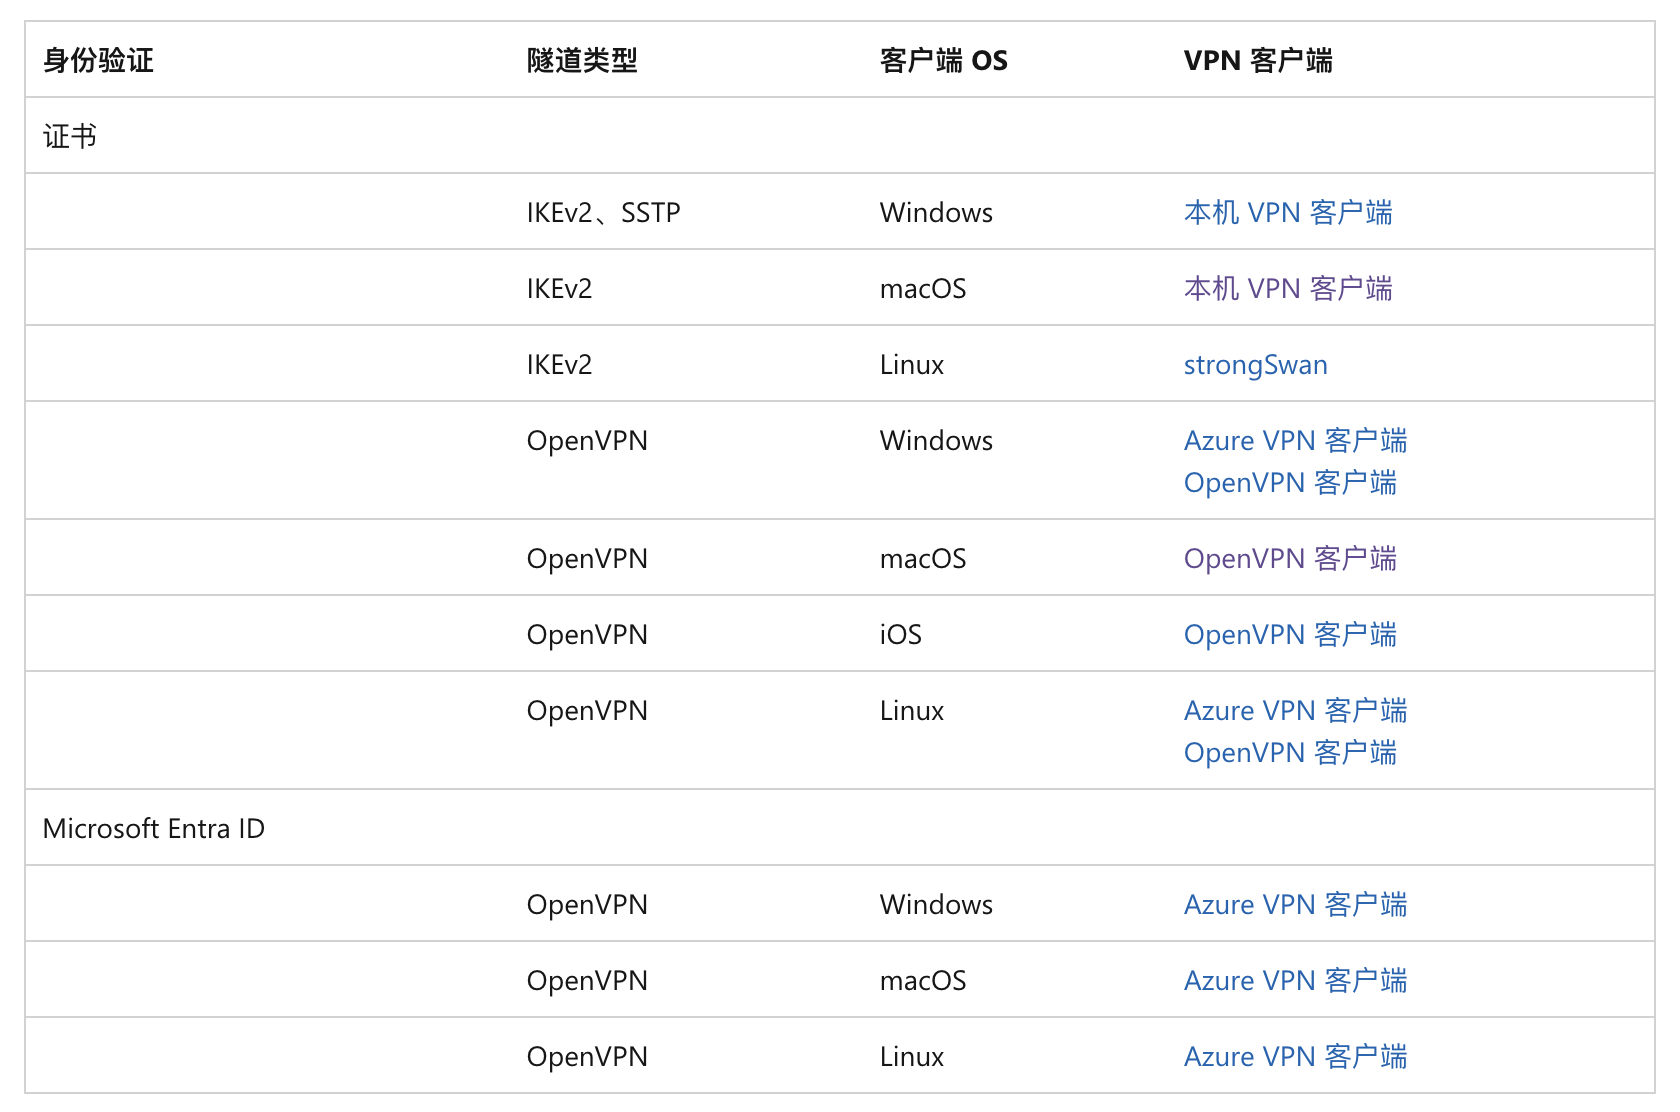 身份验证 隧道类型 客户端 OS VPN 客户端
证书
IKEv2、SSTP Windows 本机 VPN 客户端
IKEv2 macOS 本机 VPN 客户端
IKEv2 Linux strongSwan
OpenVPN Windows Azure VPN 客户端
OpenVPN 客户端
OpenVPN macOS OpenVPN 客户端
OpenVPN iOS OpenVPN 客户端
OpenVPN Linux Azure VPN 客户端
OpenVPN 客户端
Microsoft Entra ID
OpenVPN Windows Azure VPN 客户端
OpenVPN macOS Azure VPN 客户端
OpenVPN Linux Azure VPN 客户端